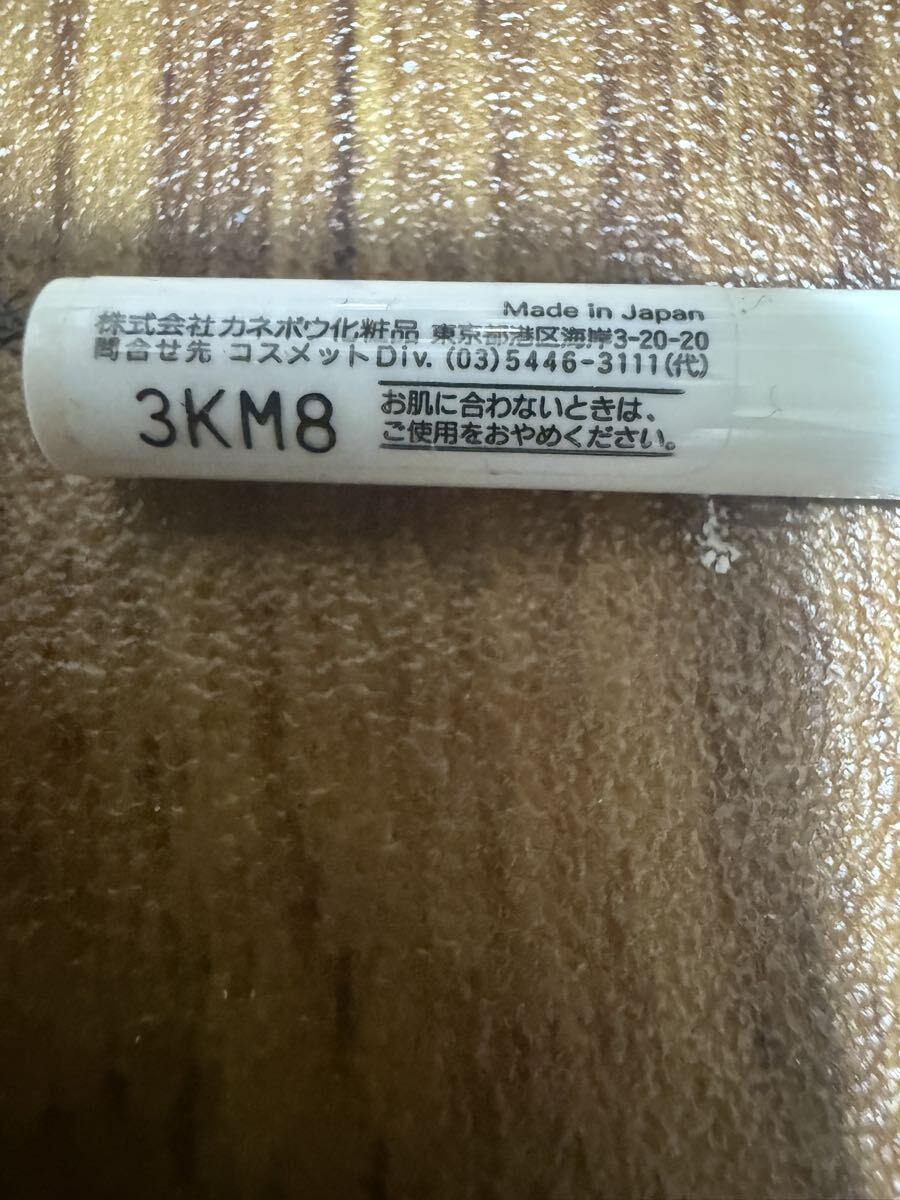 Made in Japan
株式会社カネボウ化粧品 東京都港区海岸3-20-20
問合せ先 コスメットDiv. (03)5446-3111(代)
3KM8
お肌に合わないときは、
ご使用をおやめください。